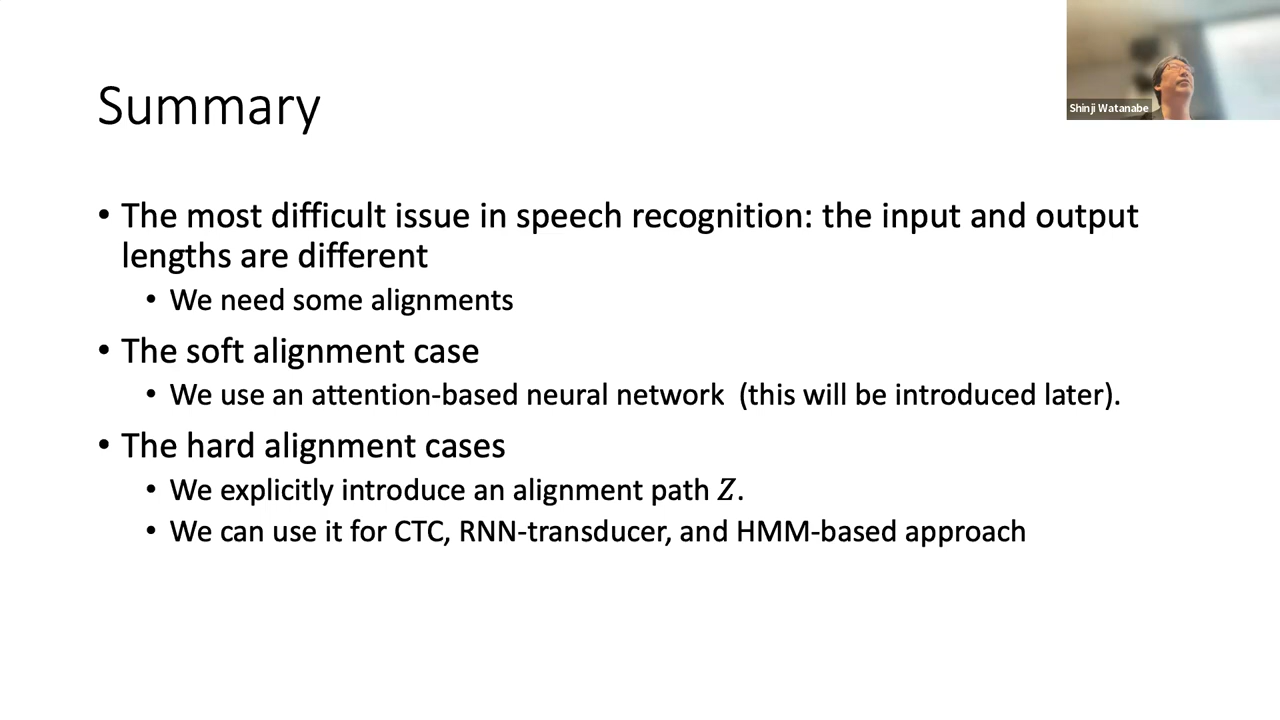 Shinji Watanabe
Summary
• The most difficult issue in speech recognition: the input and output
lengths are different
• We need some alignments
• The soft alignment case
• We use an attention-based neural network  (this will be introduced later).
• The hard alignment cases
• We explicitly introduce an alignment path Z.
• We can use it for CTC, RNN-transducer, and HMM-based approach